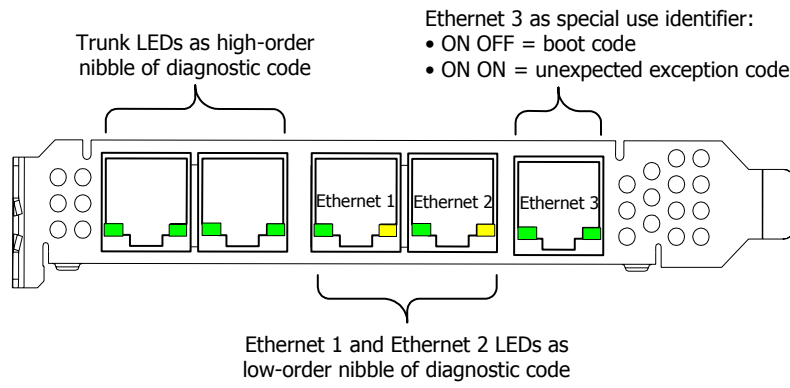 Trunk LEDs as high-order
nibble of diagnostic code
Ethernet 3 as special use identifier:
• ON OFF = boot code
• ON ON = unexpected exception code
Ethernet 1
Ethernet 2
Ethernet 3
Ethernet 1 and Ethernet 2 LEDs as
low-order nibble of diagnostic code